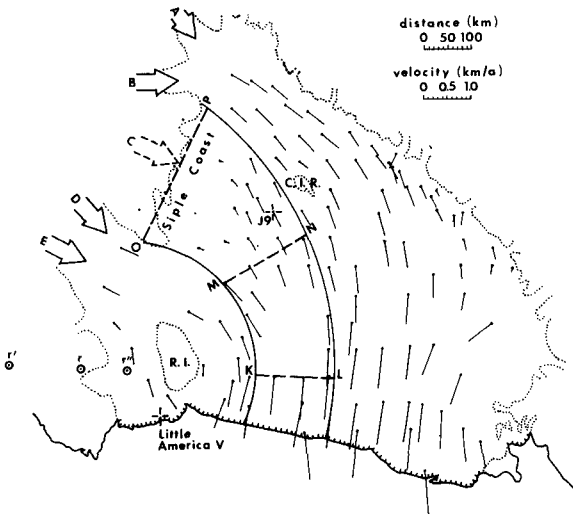 distance (km)
0 50 100
velocity (km/a)
0 0.5 1.0
A
B
P
C
Siple Coast
C.I.R.
J9
D
O
N
E
M
r'
r
r"
R.I.
K
L
Little
America V